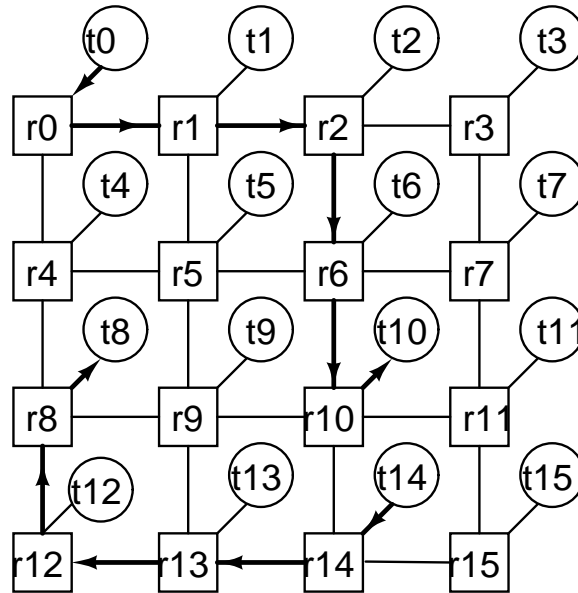 t0 t1 t2 t3
r0 r1 r2 r3
t4 t5 t6 t7
r4 r5 r6 r7
t8 t9 t10 t11
r8 r9 r10 r11
t12 t13 t14 t15
r12 r13 r14 r15